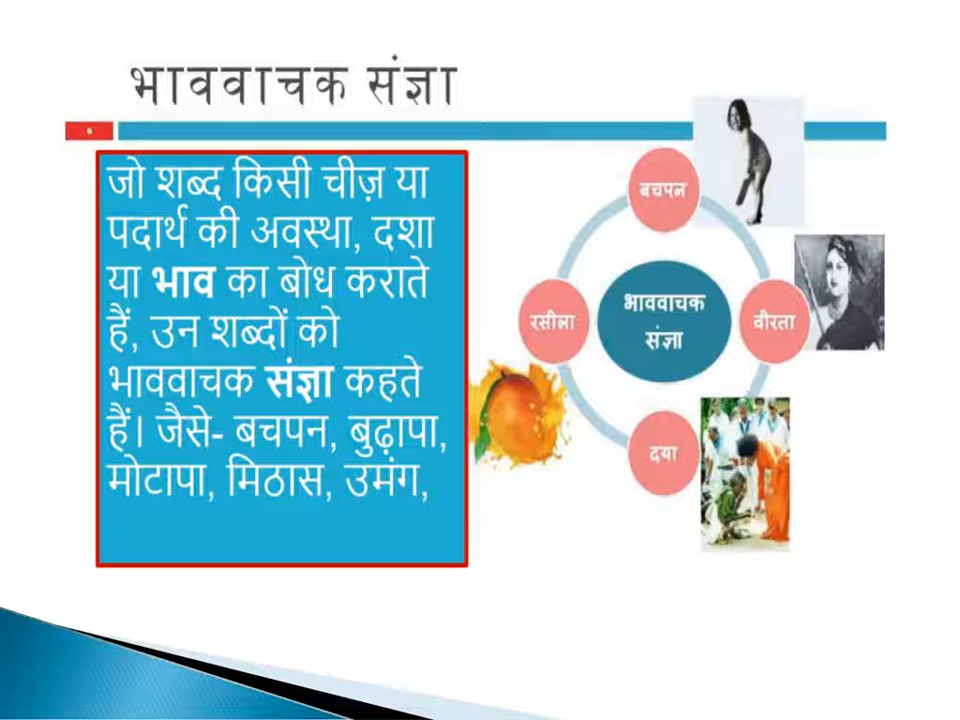 भाववाचक संज्ञा
6
जो शब्द किसी चीज़ या
पदार्थ की अवस्था, दशा
या भाव का बोध कराते
हैं, उन शब्दों को
भाववाचक संज्ञा कहते
हैं। जैसे- बचपन, बुढ़ापा,
मोटापा, मिठास, उमंग,
बचपन
रसीला
भाववाचक
संज्ञा
वीरता
दया